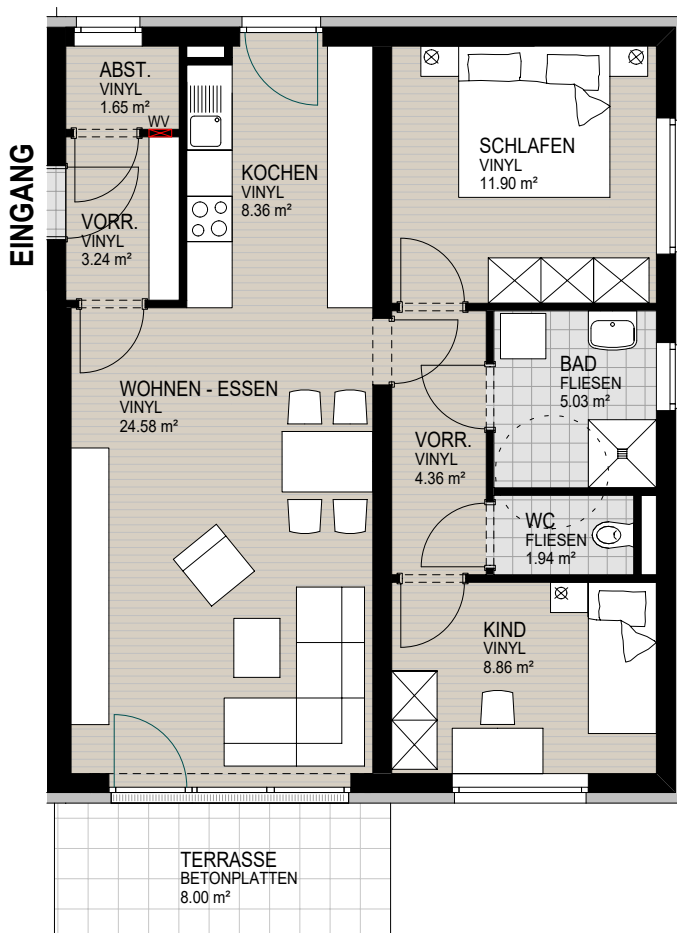 ABST.
VINYL
1.65 m²
WV
EINGANG
VORR.
VINYL
3.24 m²
KOCHEN
VINYL
8.36 m²
SCHLAFEN
VINYL
11.90 m²
WOHNEN - ESSEN
VINYL
24.58 m²
BAD
FLIESEN
5.03 m²
VORR.
VINYL
4.36 m²
WC
FLIESEN
1.94 m²
KIND
VINYL
8.86 m²
TERRASSE
BETONPLATTEN
8.00 m²